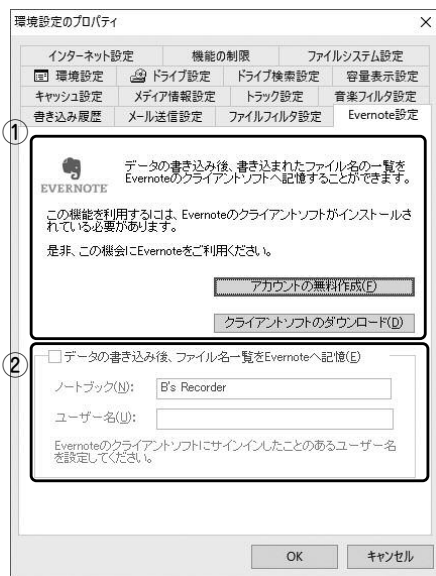 環境設定のプロパティ
×
インターネット設定 機能の制限 ファイルシステム設定
環境設定 ドライブ設定 ドライブ検索設定 容量表示設定
キャッシュ設定 メディア情報設定 トラック設定 音楽フィルタ設定
書き込み履歴 メール送信設定 ファイルフィルタ設定 Evernote設定
①
データの書き込み後、書き込まれたファイル名の一覧を
Evernoteのクライアントソフトへ記憶することができます。
EVERNOTE
この機能を利用するには、Evernoteのクライアントソフトがインストールさ
れている必要があります。
是非、この機会にEvernoteをご利用ください。
アカウントの無料作成(F)
クライアントソフトのダウンロード(D)
②
データの書き込み後、ファイル名一覧をEvernoteへ記憶(E)
ノートブック(N): B's Recorder
ユーザー名(U):
Evernoteのクライアントソフトにサインインしたことのあるユーザー名
を設定してください。
OK キャンセル